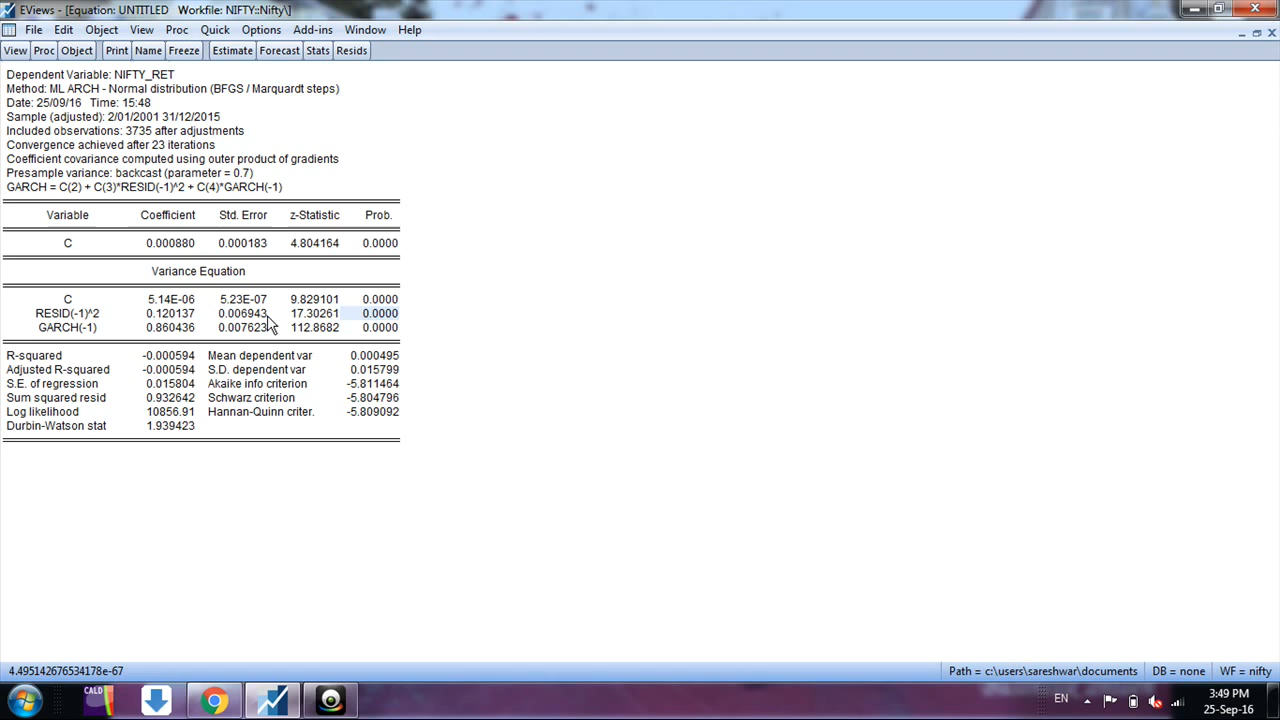 EViews - [Equation: UNTITLED Workfile: NIFTY::Nifty\]
File Edit Object View Proc Quick Options Add-ins Window Help
View Proc Object Print Name Freeze Estimate Forecast Stats Resids
Dependent Variable: NIFTY_RET
Method: ML ARCH - Normal distribution (BFGS / Marquardt steps)
Date: 25/09/16 Time: 15:48
Sample (adjusted): 2/01/2001 31/12/2015
Included observations: 3735 after adjustments
Convergence achieved after 23 iterations
Coefficient covariance computed using outer product of gradients
Presample variance: backcast (parameter = 0.7)
GARCH = C(2) + C(3)*RESID(-1)^2 + C(4)*GARCH(-1)
Variable Coefficient Std. Error z-Statistic Prob.
C 0.000880 0.000183 4.804164 0.0000
Variance Equation
C 5.14E-06 5.23E-07 9.829101 0.0000
RESID(-1)^2 0.120137 0.006943 17.30261 0.0000
GARCH(-1) 0.860436 0.007623 112.8682 0.0000
R-squared -0.000594 Mean dependent var 0.000495
Adjusted R-squared -0.000594 S.D. dependent var 0.015799
S.E. of regression 0.015804 Akaike info criterion -5.811464
Sum squared resid 0.932642 Schwarz criterion -5.804796
Log likelihood 10856.91 Hannan-Quinn criter. -5.809092
Durbin-Watson stat 1.939423
4.495142676534178e-67 Path = c:\users\sareshwar\documents DB = none WF = nifty
CALD
EN 3:49 PM
25-Sep-16